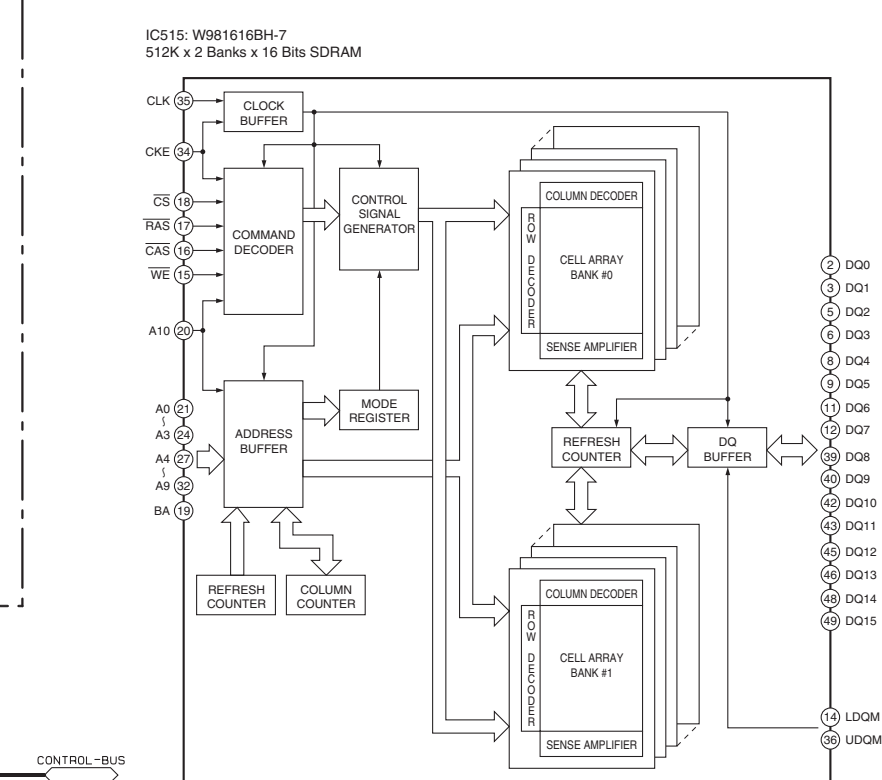 IC515: W981616BH-7
512K x 2 Banks x 16 Bits SDRAM
CLK 35
CLOCK
BUFFER
CKE 34
CS 18
RAS 17
CAS 16
WE 15
A10 20
COMMAND
DECODER
CONTROL
SIGNAL
GENERATOR
COLUMN DECODER
ROW DECODER
CELL ARRAY
BANK #0
SENSE AMPLIFIER
A0 21
A3 24
A4 27
A9 32
BA 19
ADDRESS
BUFFER
MODE
REGISTER
REFRESH
COUNTER
DQ
BUFFER
REFRESH
COUNTER
COLUMN
COUNTER
COLUMN DECODER
ROW DECODER
CELL ARRAY
BANK #1
SENSE AMPLIFIER
2 DQ0
3 DQ1
5 DQ2
6 DQ3
8 DQ4
9 DQ5
11 DQ6
12 DQ7
39 DQ8
40 DQ9
42 DQ10
43 DQ11
45 DQ12
46 DQ13
48 DQ14
49 DQ15
14 LDQM
36 UDQM
CONTROL-BUS